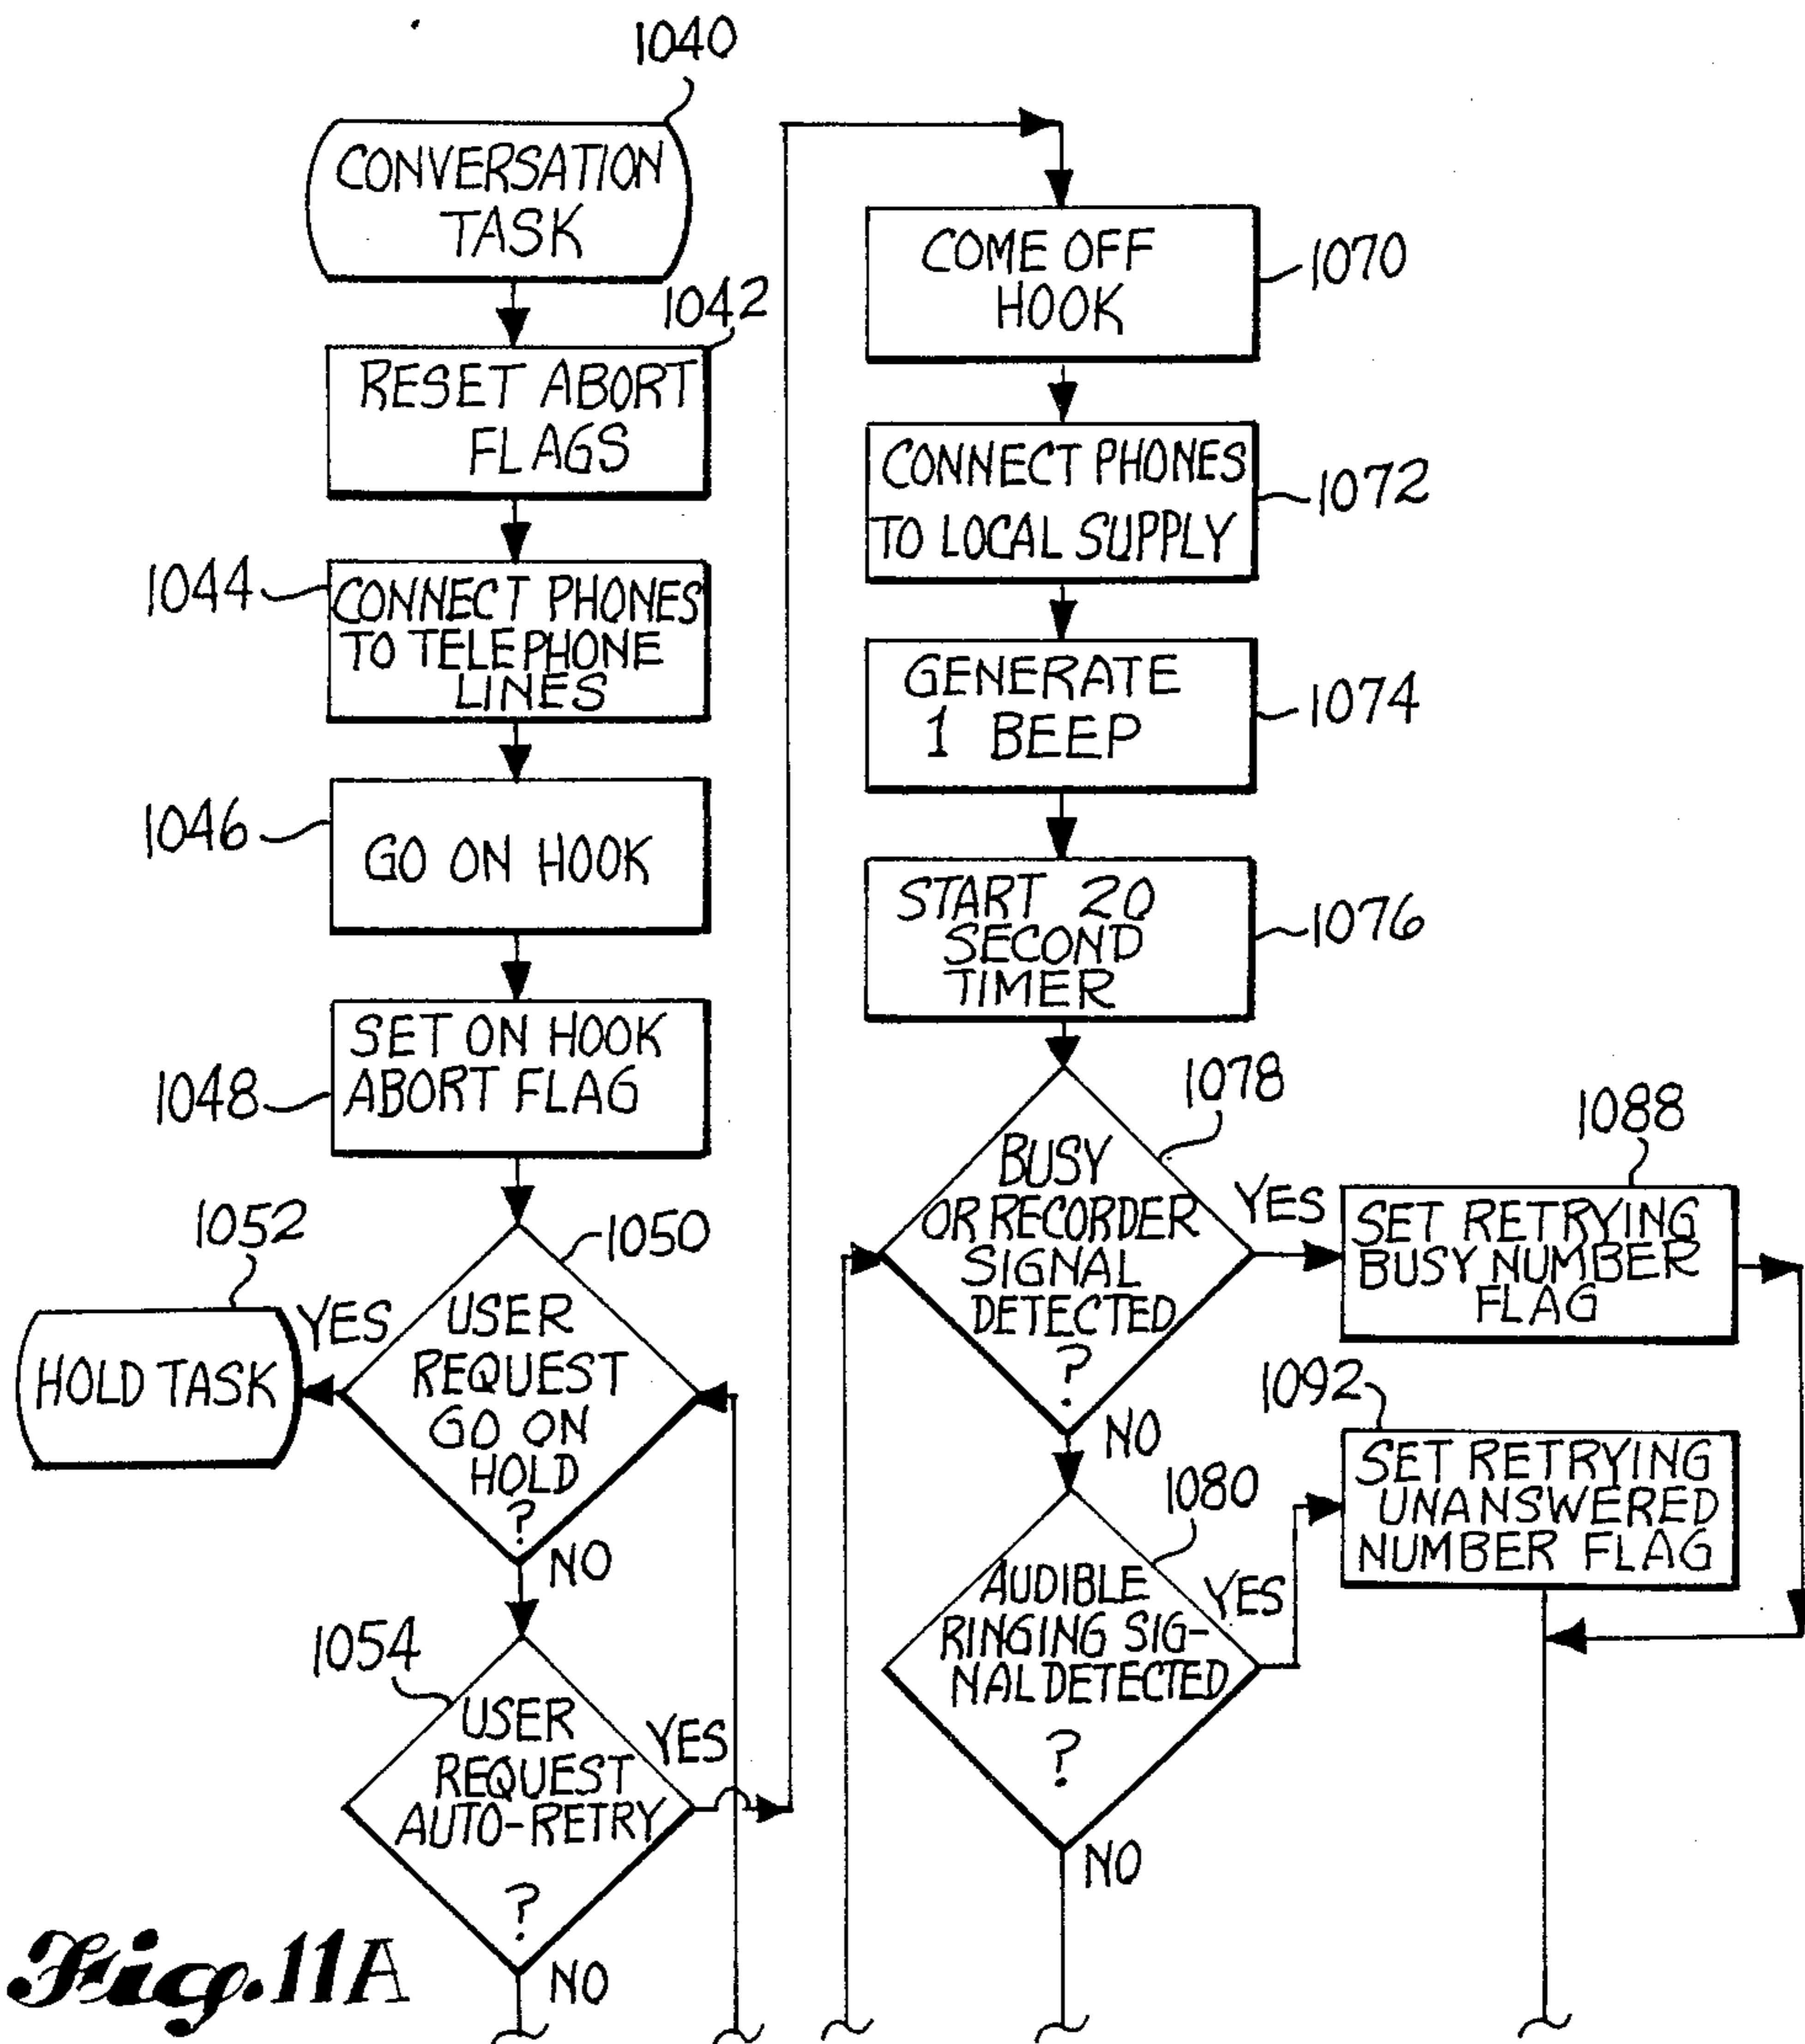 1040
CONVERSATION
TASK
1042
RESET ABORT
FLAGS
1044
CONNECT PHONES
TO TELEPHONE
LINES
1046
GO ON HOOK
1048
SET ON HOOK
ABORT FLAG
1052
HOLD TASK
YES
1050
USER
REQUEST
GO ON
HOLD
?
NO
1054
USER
REQUEST
AUTO-RETRY
?
YES
NO
COME OFF
HOOK
1070
CONNECT PHONES
TO LOCAL SUPPLY
1072
GENERATE
1 BEEP
1074
START 20
SECOND
TIMER
1076
1078
BUSY
OR RECORDER
SIGNAL
DETECTED
?
YES
NO
1088
SET RETRYING
BUSY NUMBER
FLAG
1080
AUDIBLE
RINGING SIG-
NAL DETECTED
?
YES
NO
1092
SET RETRYING
UNANSWERED
NUMBER FLAG
Fig. 11A